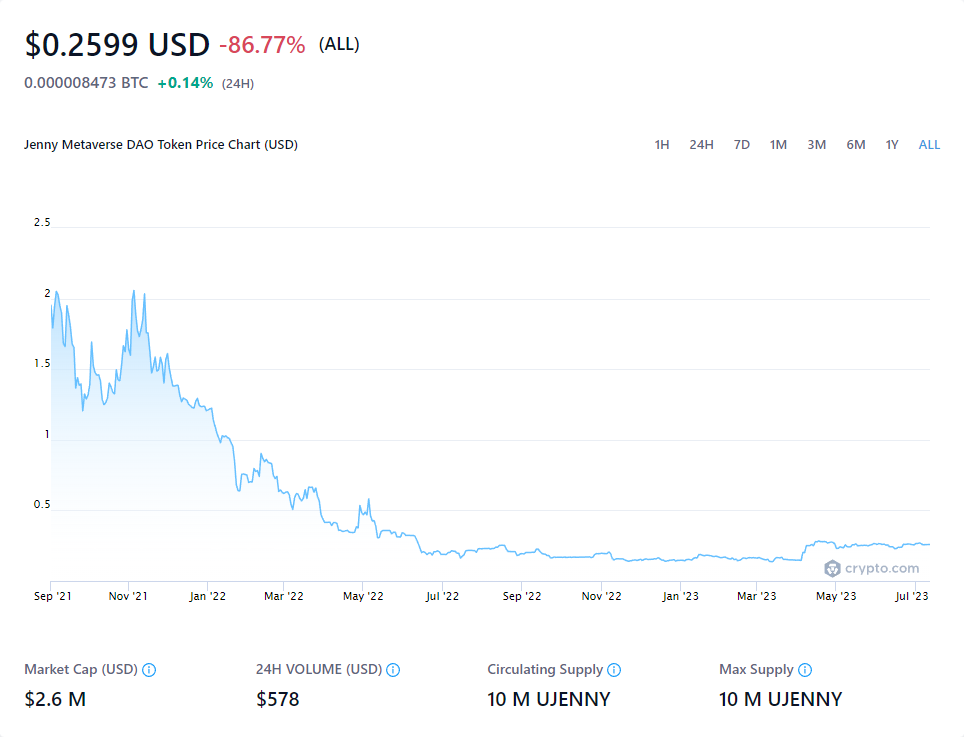 $0.2599 USD -86.77% (ALL)
0.000008473 BTC +0.14% (24H)
Jenny Metaverse DAO Token Price Chart (USD) 1H 24H 7D 1M 3M 6M 1Y ALL
2.5
2
1.5
1
0.5
crypto.com
Sep '21 Nov '21 Jan '22 Mar '22 May '22 Jul '22 Sep '22 Nov '22 Jan '23 Mar '23 May '23 Jul '23
Market Cap (USD) 24H VOLUME (USD) Circulating Supply Max Supply
$2.6 M $578 10 M UJENNY 10 M UJENNY